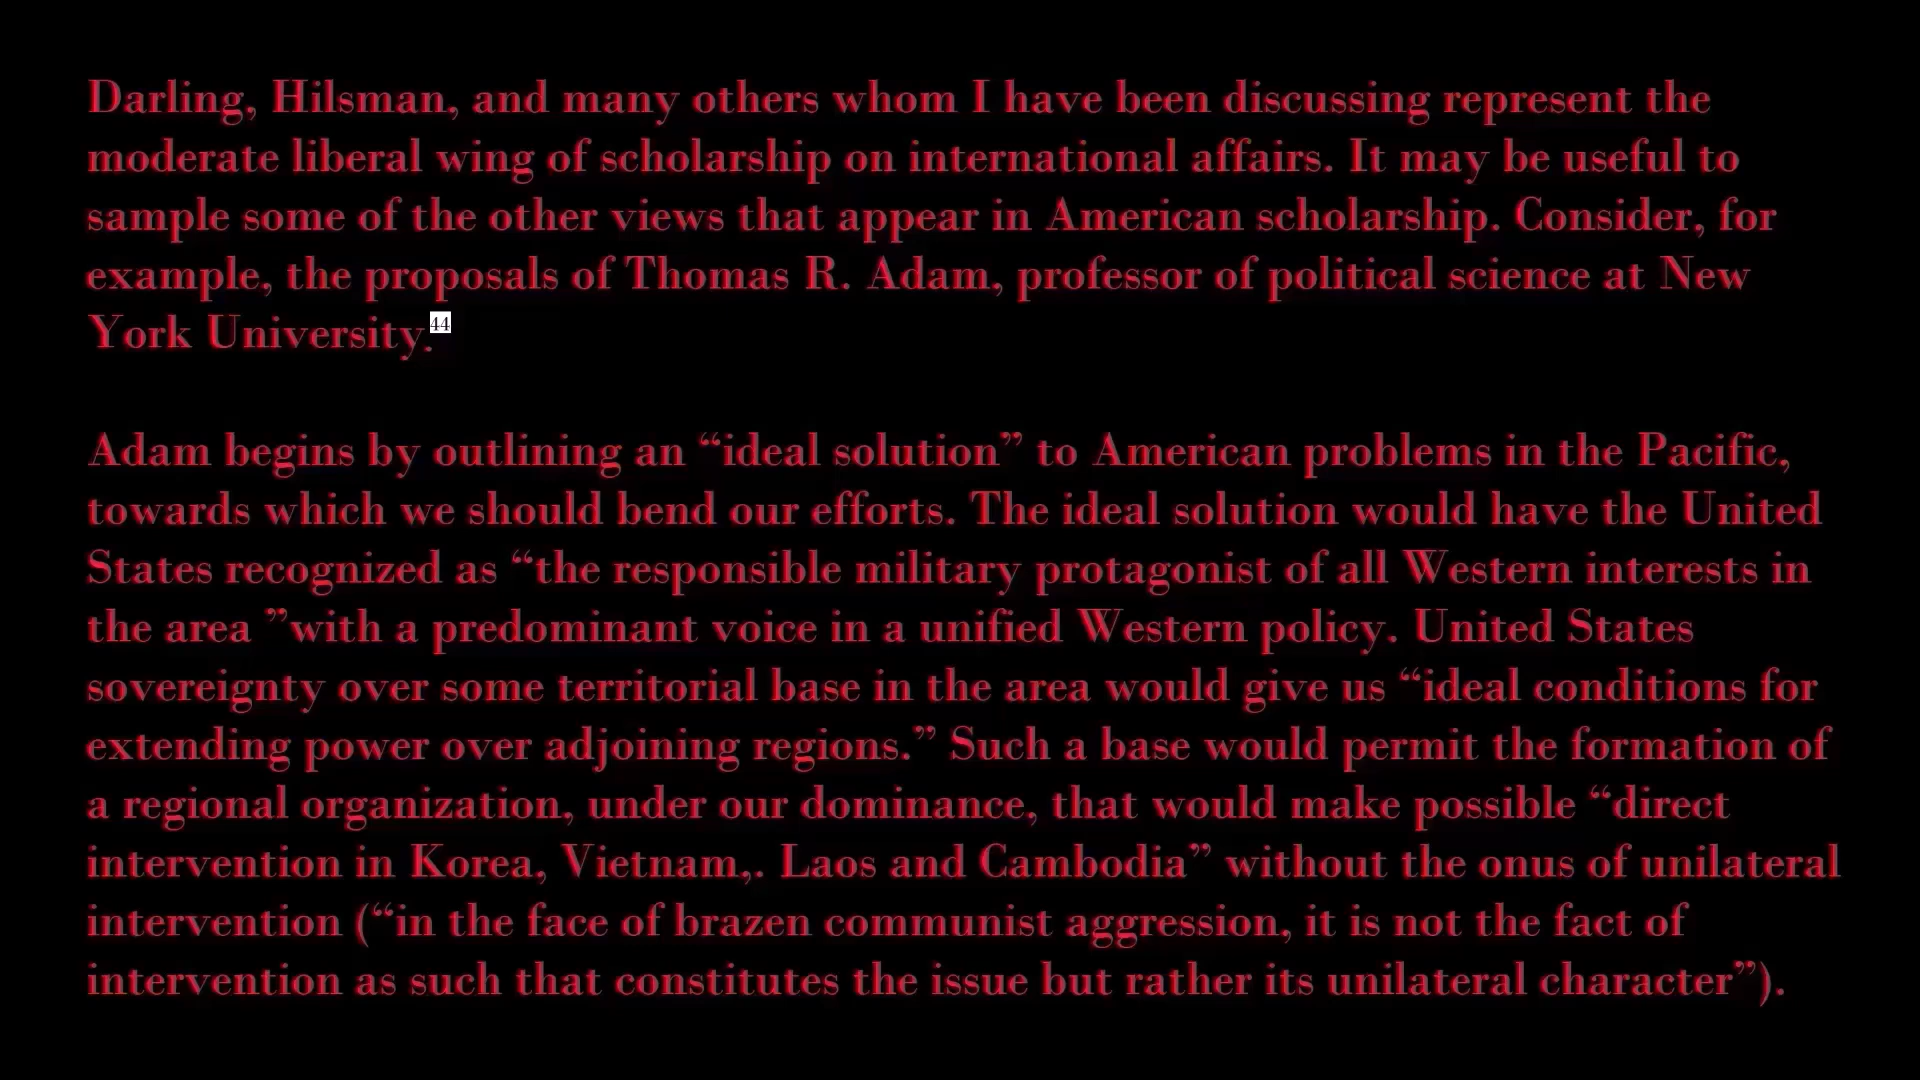 Darling, Hilsman, and many others whom I have been discussing represent the
moderate liberal wing of scholarship on international affairs. It may be useful to
sample some of the other views that appear in American scholarship. Consider, for
example, the proposals of Thomas R. Adam, professor of political science at New
York University.44
Adam begins by outlining an “ideal solution” to American problems in the Pacific,
towards which we should bend our efforts. The ideal solution would have the United
States recognized as “the responsible military protagonist of all Western interests in
the area ”with a predominant voice in a unified Western policy. United States
sovereignty over some territorial base in the area would give us “ideal conditions for
extending power over adjoining regions.” Such a base would permit the formation of
a regional organization, under our dominance, that would make possible “direct
intervention in Korea, Vietnam,. Laos and Cambodia” without the onus of unilateral
intervention (“in the face of brazen communist aggression, it is not the fact of
intervention as such that constitutes the issue but rather its unilateral character”).